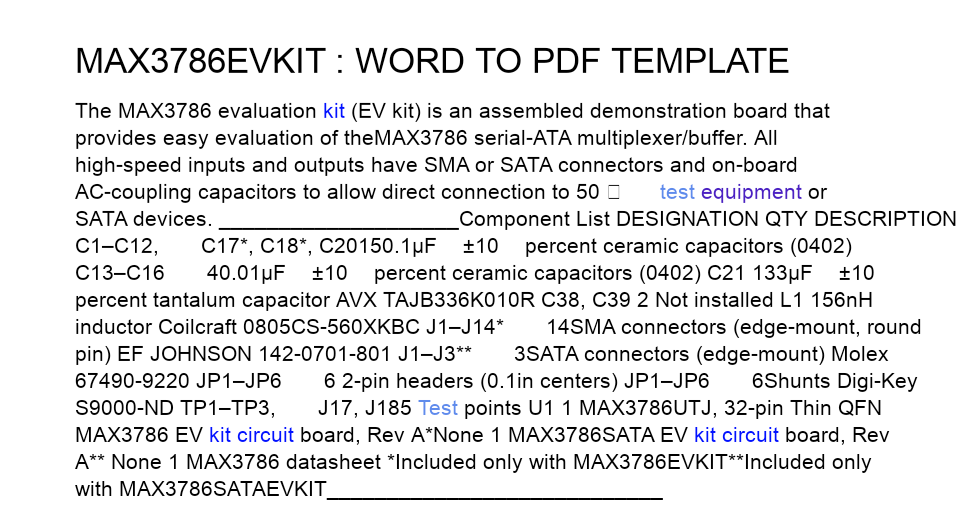 MAX3786EVKIT : WORD TO PDF TEMPLATE
The MAX3786 evaluation kit (EV kit) is an assembled demonstration board that
provides easy evaluation of theMAX3786 serial-ATA multiplexer/buffer. All
high-speed inputs and outputs have SMA or SATA connectors and on-board
AC-coupling capacitors to allow direct connection to 50 □ test equipment or
SATA devices. ____________________Component List DESIGNATION QTY DESCRIPTION
C1–C12, C17*, C18*, C20150.1µF ±10 percent ceramic capacitors (0402)
C13–C16 40.01µF ±10 percent ceramic capacitors (0402) C21 133µF ±10
percent tantalum capacitor AVX TAJB336K010R C38, C39 2 Not installed L1 156nH
inductor Coilcraft 0805CS-560XKBC J1–J14* 14SMA connectors (edge-mount, round
pin) EF JOHNSON 142-0701-801 J1–J3** 3SATA connectors (edge-mount) Molex
67490-9220 JP1–JP6 6 2-pin headers (0.1in centers) JP1–JP6 6Shunts Digi-Key
S9000-ND TP1–TP3, J17, J185 Test points U1 1 MAX3786UTJ, 32-pin Thin QFN
MAX3786 EV kit circuit board, Rev A*None 1 MAX3786SATA EV kit circuit board, Rev
A** None 1 MAX3786 datasheet *Included only with MAX3786EVKIT**Included only
with MAX3786SATAEVKIT____________________________